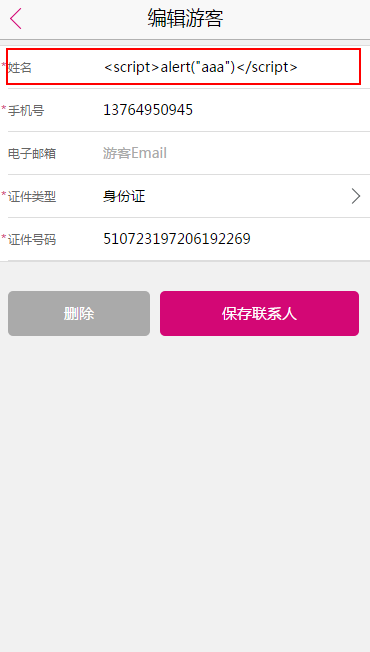 编辑游客
*姓名 <script>alert("aaa")</script>
*手机号 13764950945
电子邮箱 游客Email
*证件类型 身份证
*证件号码 510723197206192269
删除 保存联系人